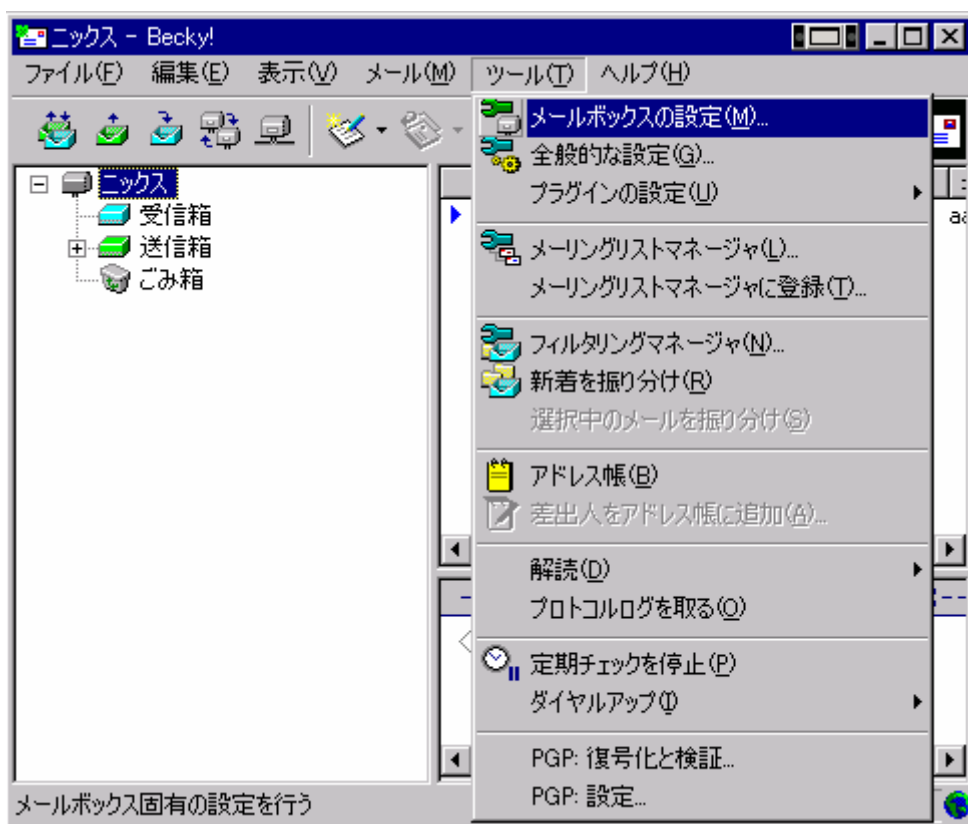 ニックス - Becky!
ファイル(F) 編集(E) 表示(V) メール(M) ツール(T) ヘルプ(H)
ニックス
受信箱
送信箱
ごみ箱
メールボックスの設定(M)...
全般的な設定(G)...
プラグインの設定(U)
メーリングリストマネージャ(L)...
メーリングリストマネージャに登録(T)...
フィルタリングマネージャ(N)...
新着を振り分け(R)
選択中のメールを振り分け(S)
アドレス帳(B)
差出人をアドレス帳に追加(A)...
解読(D)
プロトコルログを取る(O)
定期チェックを停止(P)
ダイヤルアップ(I)
PGP: 復号化と検証...
PGP: 設定...
メールボックス固有の設定を行う